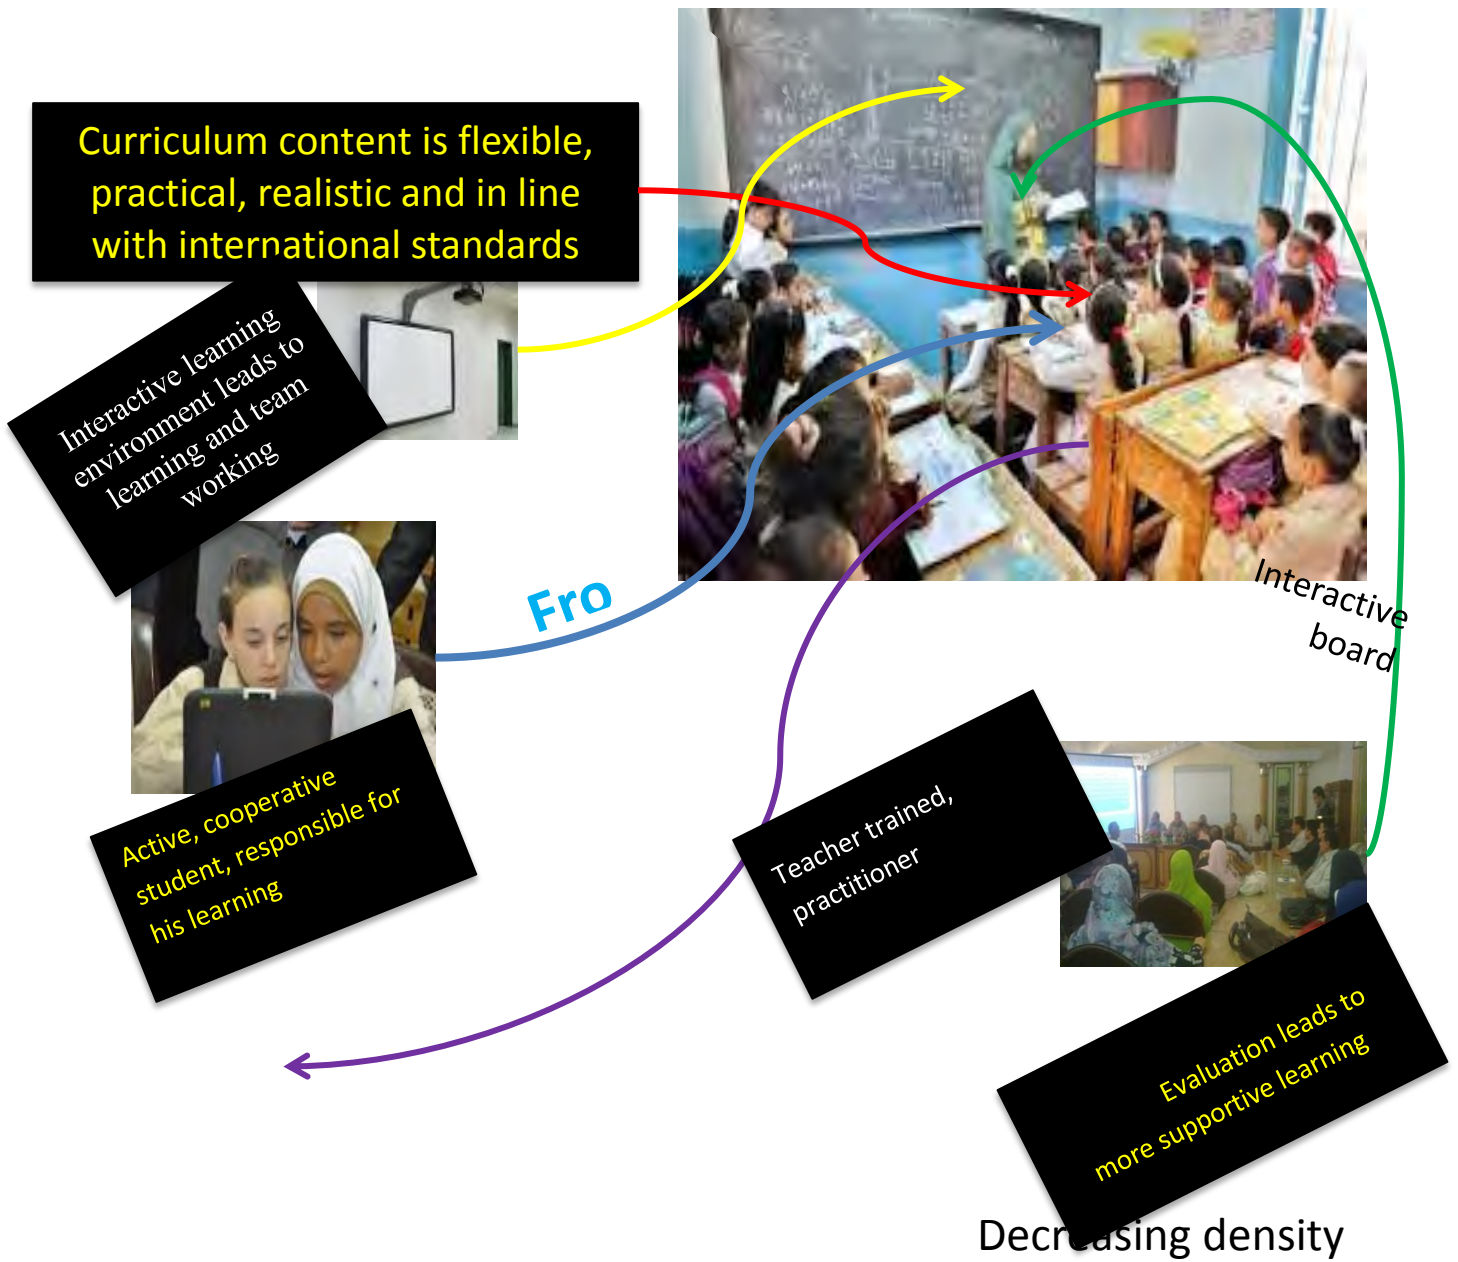 Curriculum content is flexible,
practical, realistic and in line
with international standards
Interactive learning
environment leads to
learning and team
working
Fro
Interactive
board
Active, cooperative
student, responsible for
his learning
Teacher trained,
practitioner
Evaluation leads to
more supportive learning
Decreasing density